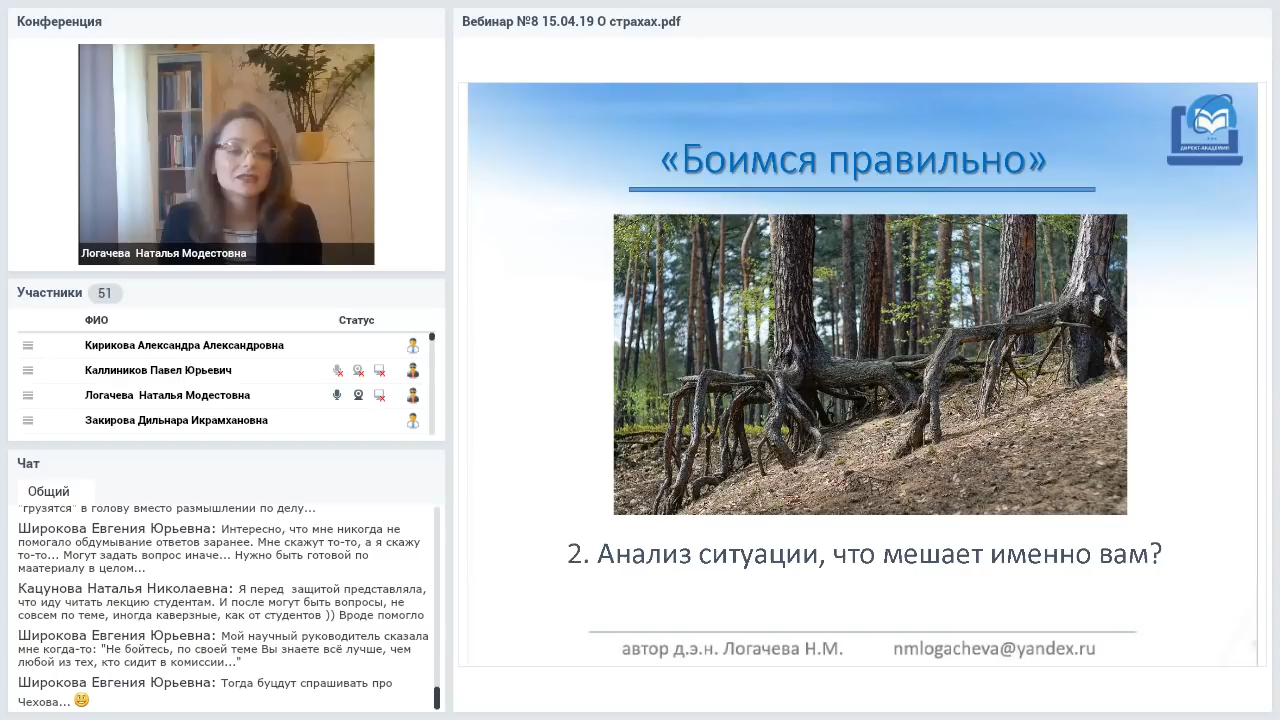 Конференция
Логачева Наталья Модестовна
Участники 51
ФИО Статус
Кирикова Александра Александровна
Каллиников Павел Юрьевич
Логачева Наталья Модестовна
Закирова Дильнара Икрамхановна
Чат
Общий
"грузятся" в голову вместо размышлений по делу...
Широкова Евгения Юрьевна: Интересно, что мне никогда не
помогало обдумывание ответов заранее. Мне скажут то-то, а я скажу
то-то... Могут задать вопрос иначе... Нужно быть готовой по
маатериалу в целом...
Кацунова Наталья Николаевна: Я перед защитой представляла,
что иду читать лекцию студентам. И после могут быть вопросы, не
совсем по теме, иногда каверзные, как от студентов )) Вроде помогло
Широкова Евгения Юрьевна: Мой научный руководитель сказала
мне когда-то: "Не бойтесь, по своей теме Вы знаете всё лучше, чем
любой из тех, кто сидит в комиссии..."
Широкова Евгения Юрьевна: Тогда буцдут спрашивать про
Чехова...
Вебинар №8 15.04.19 О страхах.pdf
ДИРЕКТ-АКАДЕМИЯ
«Боимся правильно»
2. Анализ ситуации, что мешает именно вам?
автор д.э.н. Логачева Н.М. nmlogacheva@yandex.ru